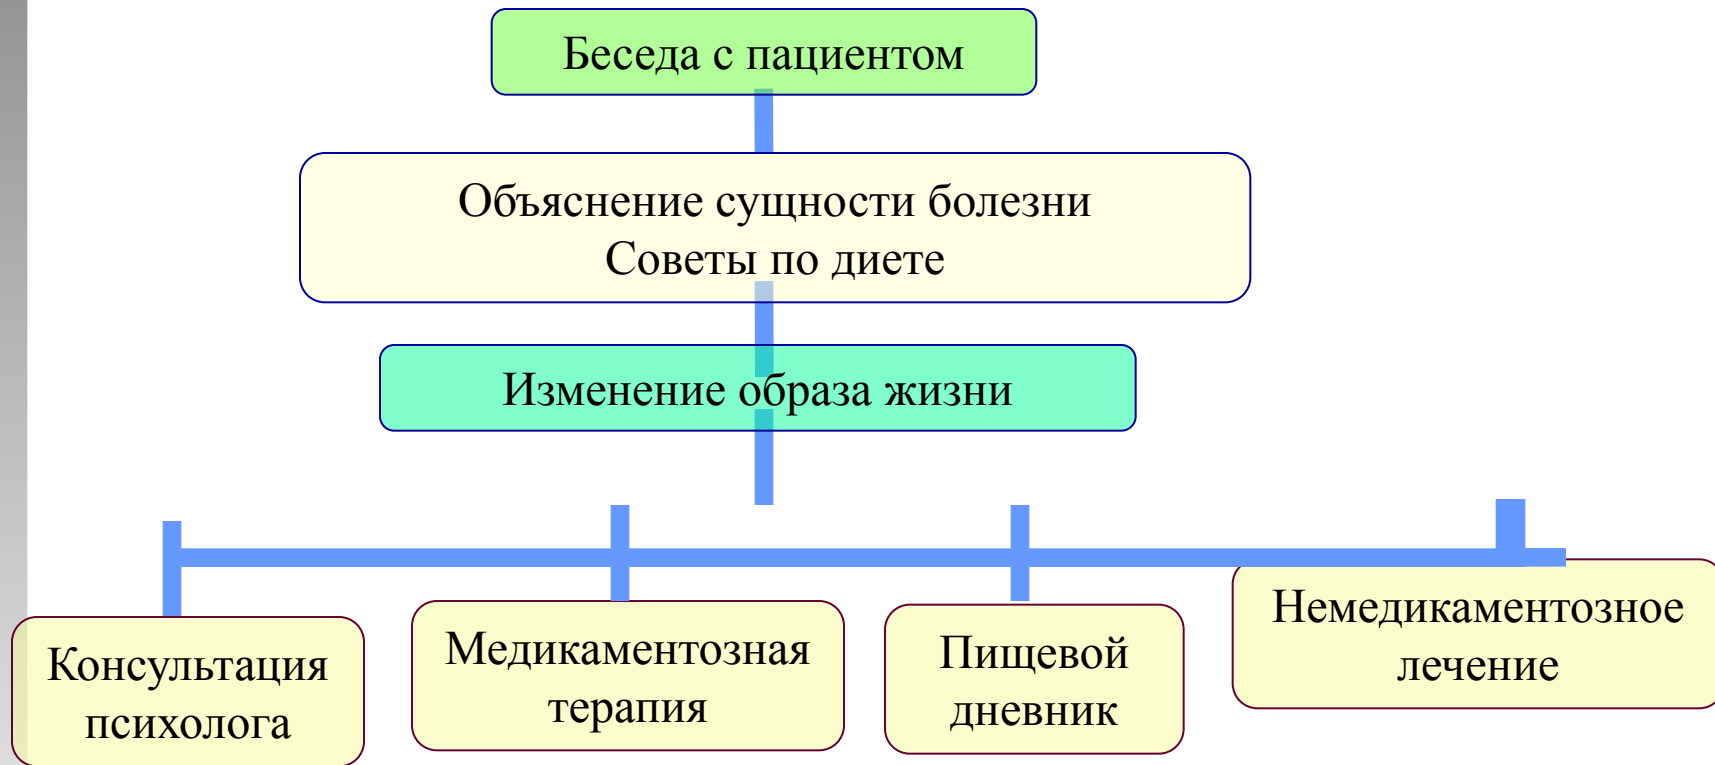 Беседа с пациентом
Объяснение сущности болезни
Советы по диете
Изменение образа жизни
Консультация
психолога
Медикаментозная
терапия
Пищевой
дневник
Немедикаментозное
лечение